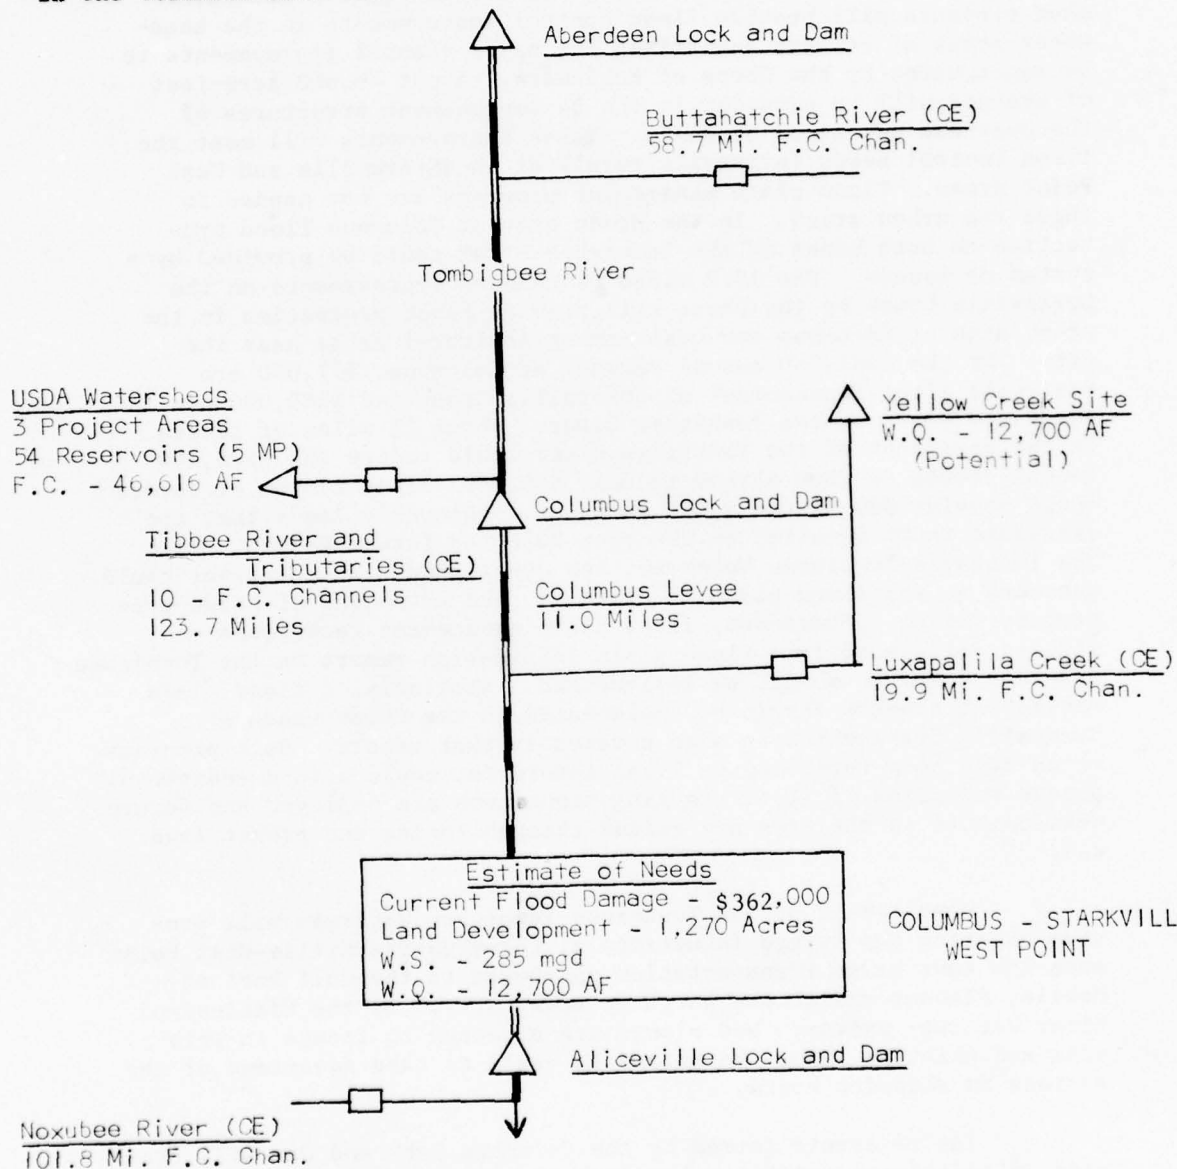 Aberdeen Lock and Dam
Buttahatchie River (CE)
58.7 Mi. F.C. Chan.
Tombigbee River
USDA Watersheds
3 Project Areas
54 Reservoirs (5 MP)
F.C. - 46,616 AF
Yellow Creek Site
W.Q. - 12,700 AF
(Potential)
Columbus Lock and Dam
Tibbee River and
Tributaries (CE)
10 - F.C. Channels
123.7 Miles
Columbus Levee
11.0 Miles
Luxapalila Creek (CE)
19.9 Mi. F.C. Chan.
Estimate of Needs
Current Flood Damage - $362,000
Land Development - 1,270 Acres
W.S. - 285 mgd
W.Q. - 12,700 AF
COLUMBUS - STARKVILL
WEST POINT
Aliceville Lock and Dam
Noxubee River (CE)
101.8 Mi. F.C. Chan.